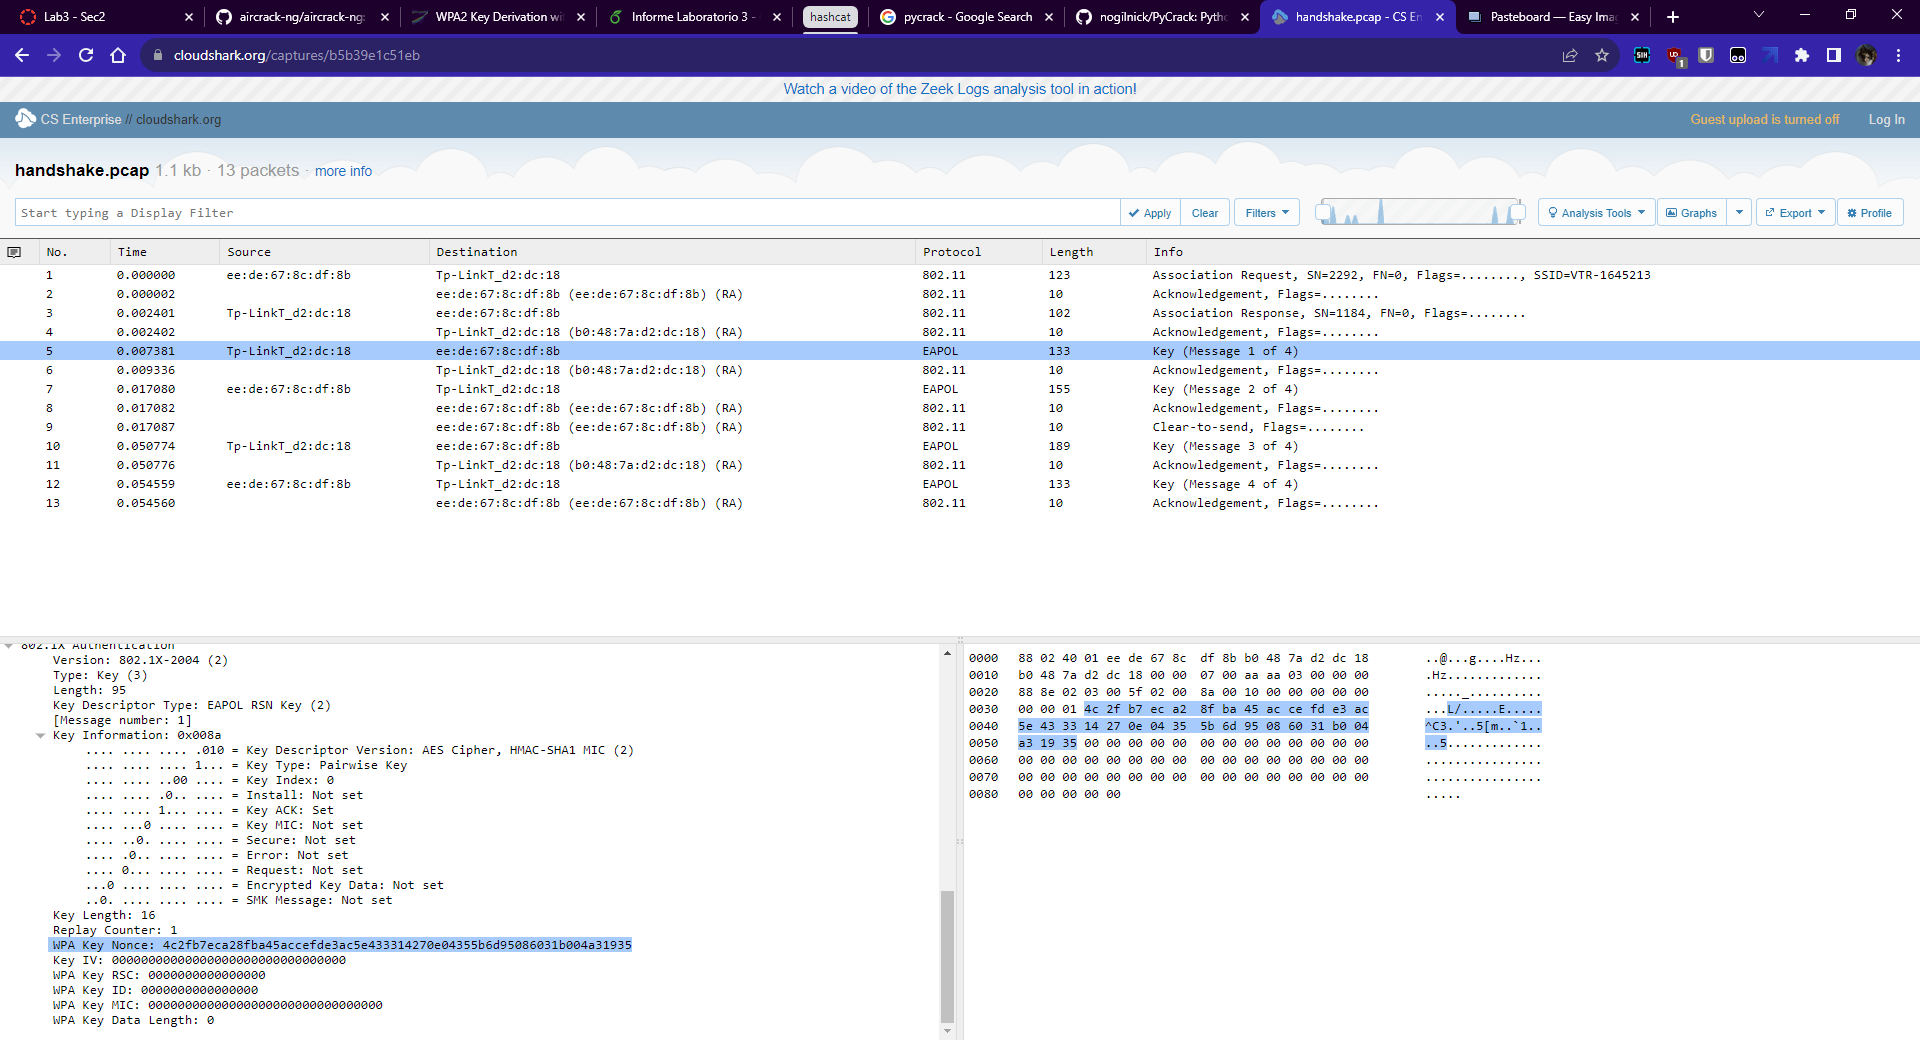 Lab3 - Sec2
aircrack-ng/aircrack-ng:
WPA2 Key Derivation wit
Informe Laboratorio 3 -
hashcat
pycrack - Google Search
nogilnick/PyCrack: Pytho
handshake.pcap - CS En
Pasteboard — Easy Imag
cloudshark.org/captures/b5b39e1c51eb
Watch a video of the Zeek Logs analysis tool in action!
CS Enterprise // cloudshark.org
Guest upload is turned off
Log In
handshake.pcap 1.1 kb · 13 packets · more info
Start typing a Display Filter
Apply
Clear
Filters
Analysis Tools
Graphs
Export
Profile
No. Time Source Destination Protocol Length Info
1 0.000000 ee:de:67:8c:df:8b Tp-LinkT_d2:dc:18 802.11 123 Association Request, SN=2292, FN=0, Flags=........, SSID=VTR-1645213
2 0.000002 ee:de:67:8c:df:8b (ee:de:67:8c:df:8b) (RA) 802.11 10 Acknowledgement, Flags=........
3 0.002401 Tp-LinkT_d2:dc:18 ee:de:67:8c:df:8b 802.11 102 Association Response, SN=1184, FN=0, Flags=........
4 0.002402 Tp-LinkT_d2:dc:18 (b0:48:7a:d2:dc:18) (RA) 802.11 10 Acknowledgement, Flags=........
5 0.007381 Tp-LinkT_d2:dc:18 ee:de:67:8c:df:8b EAPOL 133 Key (Message 1 of 4)
6 0.009336 Tp-LinkT_d2:dc:18 (b0:48:7a:d2:dc:18) (RA) 802.11 10 Acknowledgement, Flags=........
7 0.017080 ee:de:67:8c:df:8b Tp-LinkT_d2:dc:18 EAPOL 155 Key (Message 2 of 4)
8 0.017082 ee:de:67:8c:df:8b (ee:de:67:8c:df:8b) (RA) 802.11 10 Acknowledgement, Flags=........
9 0.017087 ee:de:67:8c:df:8b (ee:de:67:8c:df:8b) (RA) 802.11 10 Clear-to-send, Flags=........
10 0.050774 Tp-LinkT_d2:dc:18 ee:de:67:8c:df:8b EAPOL 189 Key (Message 3 of 4)
11 0.050776 Tp-LinkT_d2:dc:18 (b0:48:7a:d2:dc:18) (RA) 802.11 10 Acknowledgement, Flags=........
12 0.054559 ee:de:67:8c:df:8b Tp-LinkT_d2:dc:18 EAPOL 133 Key (Message 4 of 4)
13 0.054560 ee:de:67:8c:df:8b (ee:de:67:8c:df:8b) (RA) 802.11 10 Acknowledgement, Flags=........
802.1X Authentication
Version: 802.1X-2004 (2)
Type: Key (3)
Length: 95
Key Descriptor Type: EAPOL RSN Key (2)
[Message number: 1]
Key Information: 0x008a
.... .... .... .010 = Key Descriptor Version: AES Cipher, HMAC-SHA1 MIC (2)
.... .... .... 1... = Key Type: Pairwise Key
.... .... ..00 .... = Key Index: 0
.... .... .0.. .... = Install: Not set
.... .... 1... .... = Key ACK: Set
.... ...0 .... .... = Key MIC: Not set
.... ..0. .... .... = Secure: Not set
.... .0.. .... .... = Error: Not set
.... 0... .... .... = Request: Not set
...0 .... .... .... = Encrypted Key Data: Not set
..0. .... .... .... = SMK Message: Not set
Key Length: 16
Replay Counter: 1
WPA Key Nonce: 4c2fb7eca28fba45accefde3ac5e433314270e04355b6d95086031b004a31935
Key IV: 00000000000000000000000000000000
WPA Key RSC: 0000000000000000
WPA Key ID: 0000000000000000
WPA Key MIC: 00000000000000000000000000000000
WPA Key Data Length: 0
0000 88 02 40 01 ee de 67 8c df 8b b0 48 7a d2 dc 18 ..@...g....Hz...
0010 b0 48 7a d2 dc 18 00 00 07 00 aa aa 03 00 00 00 .Hz.............
0020 88 8e 02 03 00 5f 02 00 8a 00 10 00 00 00 00 00 ....._..........
0030 00 00 01 4c 2f b7 ec a2 8f ba 45 ac ce fd e3 ac ...L/.....E.....
0040 5e 43 33 14 27 0e 04 35 5b 6d 95 08 60 31 b0 04 ^C3.'..5[m..`1..
0050 a3 19 35 00 00 00 00 00 00 00 00 00 00 00 00 00 ..5.............
0060 00 00 00 00 00 00 00 00 00 00 00 00 00 00 00 00 ................
0070 00 00 00 00 00 00 00 00 00 00 00 00 00 00 00 00 ................
0080 00 00 00 00 00 .....